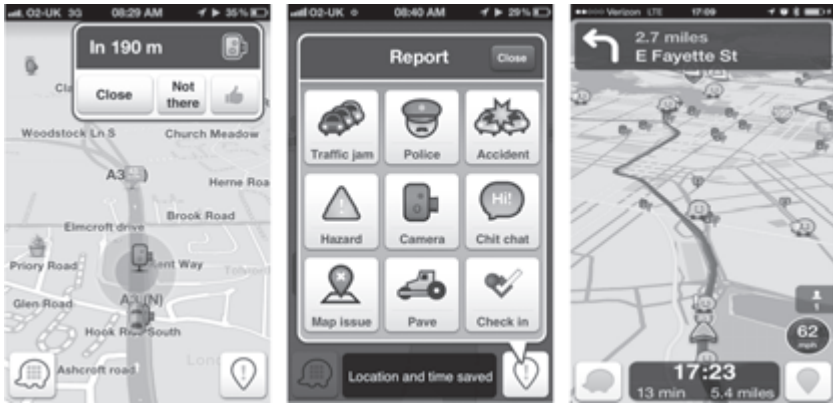 O2-UK 3G 08:29 AM 35%
In 190 m
Close
Not
there
Woodstock Ln S
Church Meadow
A3
Herne Roa
Brook Road
Elmcroft drive
Priory Road
ent Way
Glen Road
A3 (N)
Hook Ri South
Lon
Ashcroft road
O2-UK 08:40 AM 29%
Report
Close
Traffic jam
Police
Accident
Hazard
Hi!
Camera
Chit chat
Map issue
Pave
Check in
Location and time saved
Verizon LTE 17:09
2.7 miles
E Fayette St
1
62
mph
17:23
13 min 5.4 miles